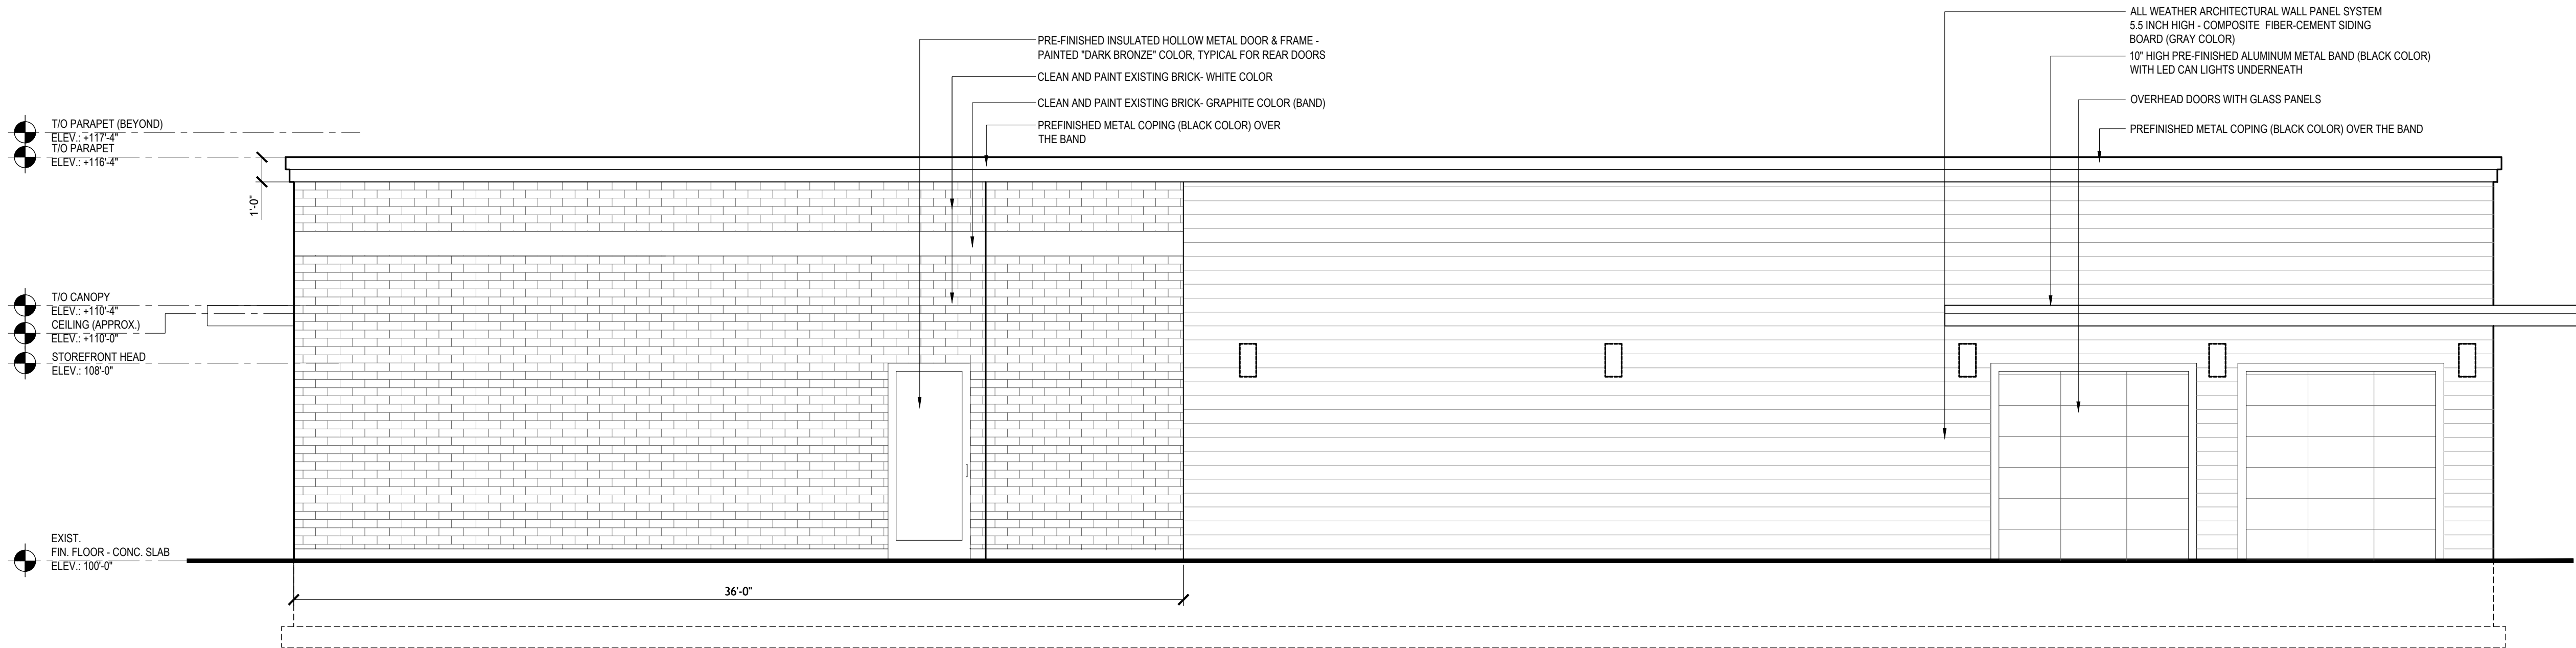 PRE-FINISHED INSULATED HOLLOW METAL DOOR & FRAME -
PAINTED "DARK BRONZE" COLOR, TYPICAL FOR REAR DOORS
CLEAN AND PAINT EXISTING BRICK- WHITE COLOR
CLEAN AND PAINT EXISTING BRICK- GRAPHITE COLOR (BAND)
PREFINISHED METAL COPING (BLACK COLOR) OVER
THE BAND
ALL WEATHER ARCHITECTURAL WALL PANEL SYSTEM
5.5 INCH HIGH - COMPOSITE FIBER-CEMENT SIDING
BOARD (GRAY COLOR)
10" HIGH PRE-FINISHED ALUMINUM METAL BAND (BLACK COLOR)
WITH LED CAN LIGHTS UNDERNEATH
OVERHEAD DOORS WITH GLASS PANELS
PREFINISHED METAL COPING (BLACK COLOR) OVER THE BAND
T/O PARAPET (BEYOND)
ELEV.: +117'-4"
T/O PARAPET
ELEV.: +116'-4"
1'-0"
T/O CANOPY
ELEV.: +110'-4"
CEILING (APPROX.)
ELEV.: +110'-0"
STOREFRONT HEAD
ELEV.: 108'-0"
EXIST.
FIN. FLOOR - CONC. SLAB
ELEV.: 100'-0"
36'-0"